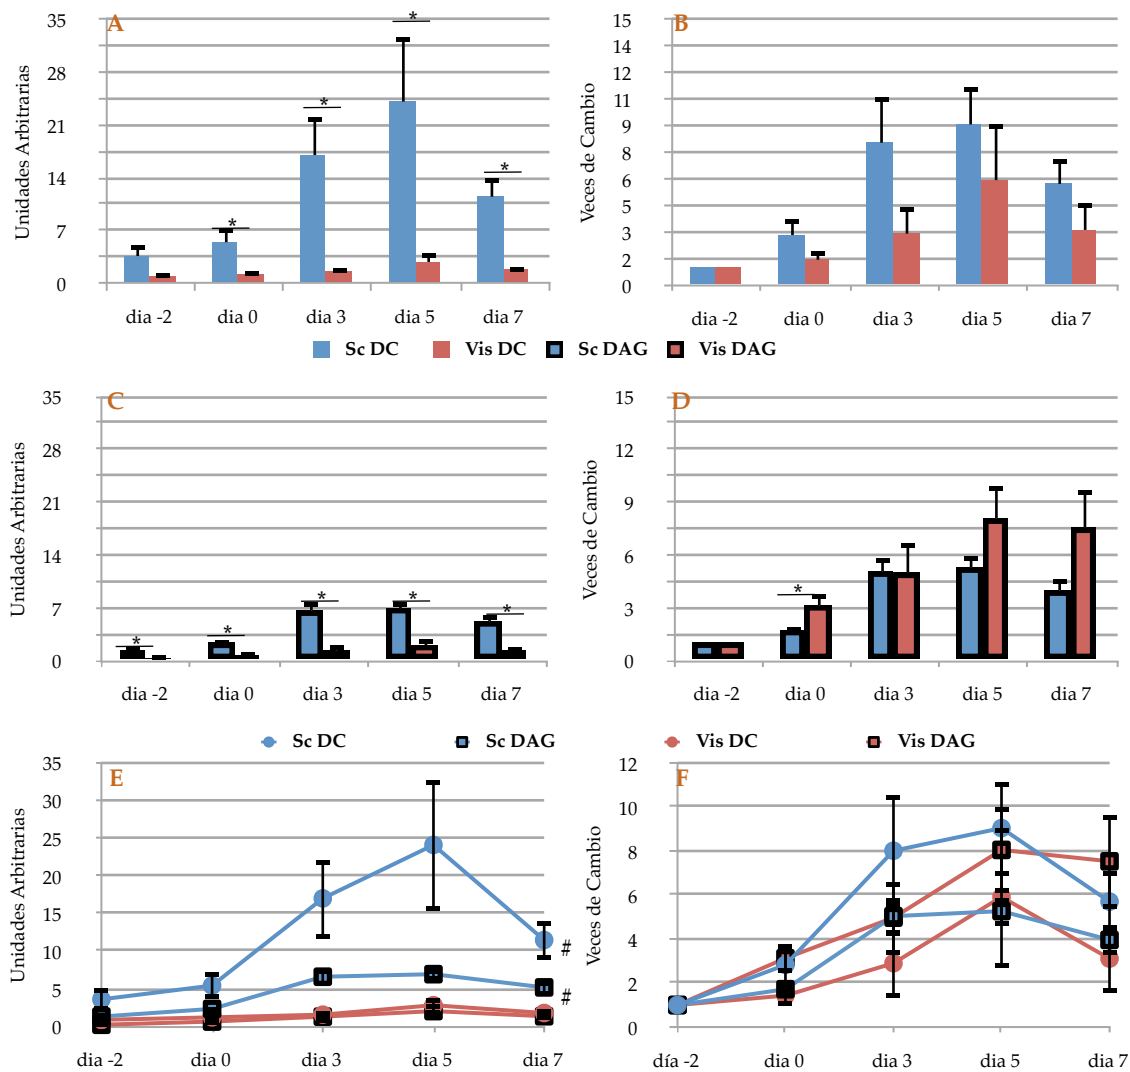 A
Unidades Arbitrarias
35
28
21
14
7
0
*
*
*
*
dia -2
dia 0
dia 3
dia 5
dia 7
B
Veces de Cambio
15
15
14
12
11
9
8
6
5
3
2
0
dia -2
dia 0
dia 3
dia 5
dia 7
Sc DC
Vis DC
Sc DAG
Vis DAG
C
Unidades Arbitrarias
35
28
21
14
7
0
*
*
*
*
*
dia -2
dia 0
dia 3
dia 5
dia 7
D
Veces de Cambio
15
12
9
6
3
0
*
dia -2
dia 0
dia 3
dia 5
dia 7
Sc DC
Sc DAG
Vis DC
Vis DAG
E
Unidades Arbitrarias
35
30
25
20
15
10
5
0
#
#
dia -2
dia 0
dia 3
dia 5
dia 7
F
Veces de Cambio
12
10
8
6
4
2
0
día -2
dia 0
dia 3
dia 5
dia 7